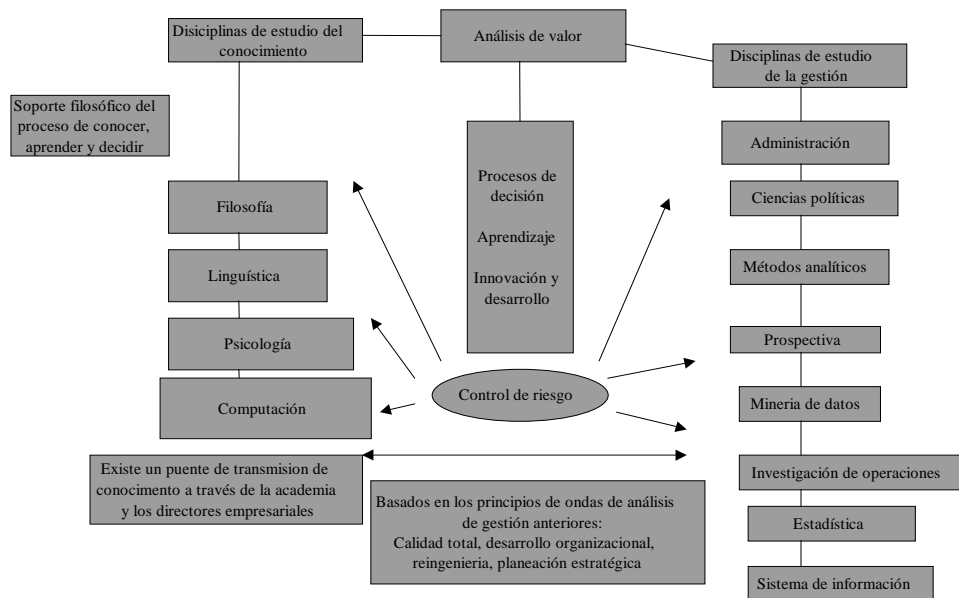 Disiciplinas de estudio del
conocimiento
Análisis de valor
Disciplinas de estudio
de la gestión
Soporte filosófico del
proceso de conocer,
aprender y decidir
Administración
Procesos de
decisión
Aprendizaje
Innovación y
desarrollo
Filosofía
Ciencias políticas
Linguística
Métodos analíticos
Psicología
Prospectiva
Computación
Control de riesgo
Mineria de datos
Existe un puente de transmision de
conocimento a través de la academia
y los directores empresariales
Investigación de operaciones
Basados en los principios de ondas de análisis
de gestión anteriores:
Calidad total, desarrollo organizacional,
reingenieria, planeación estratégica
Estadística
Sistema de información